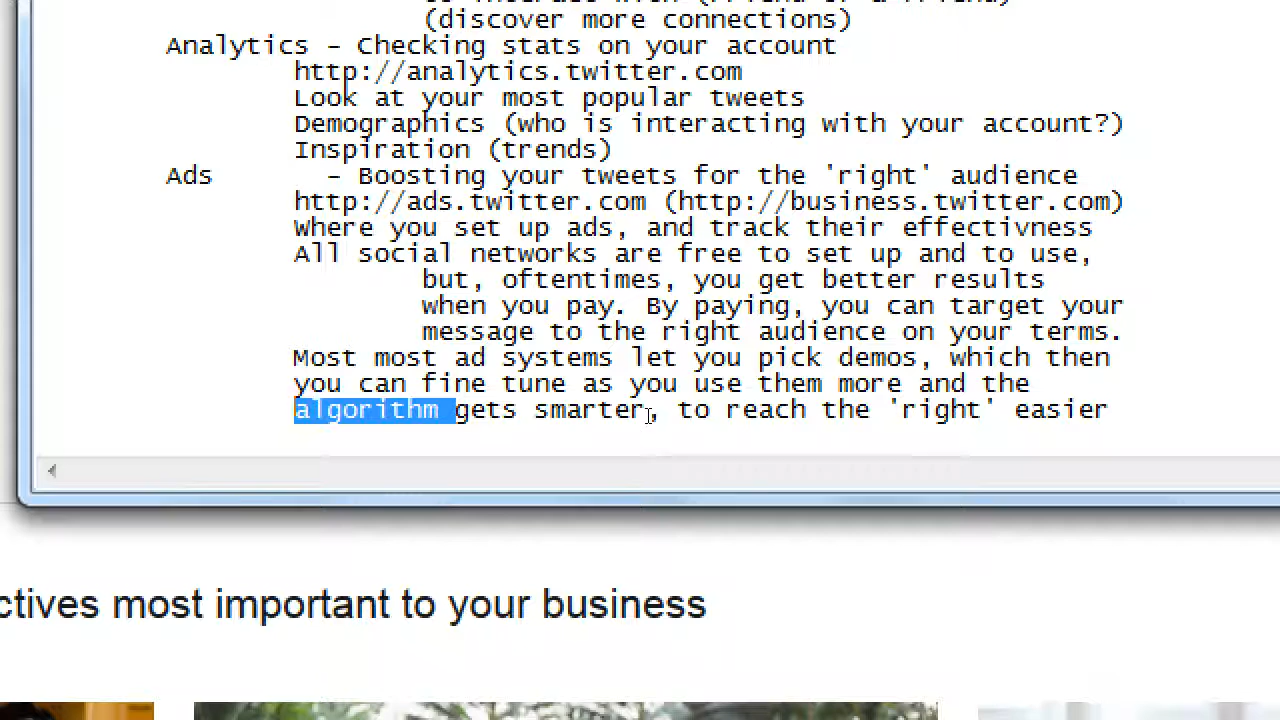 (discover more connections)
Analytics – Checking stats on your account
http://analytics.twitter.com
Look at your most popular tweets
Demographics (who is interacting with your account?)
Inspiration (trends)
Ads – Boosting your tweets for the 'right' audience
http://ads.twitter.com (http://business.twitter.com)
Where you set up ads, and track their effectivness
All social networks are free to set up and to use,
but, oftentimes, you get better results
when you pay. By paying, you can target your
message to the right audience on your terms.
Most most ad systems let you pick demos, which then
you can fine tune as you use them more and the
algorithm gets smarter, to reach the 'right' easier
ctives most important to your business